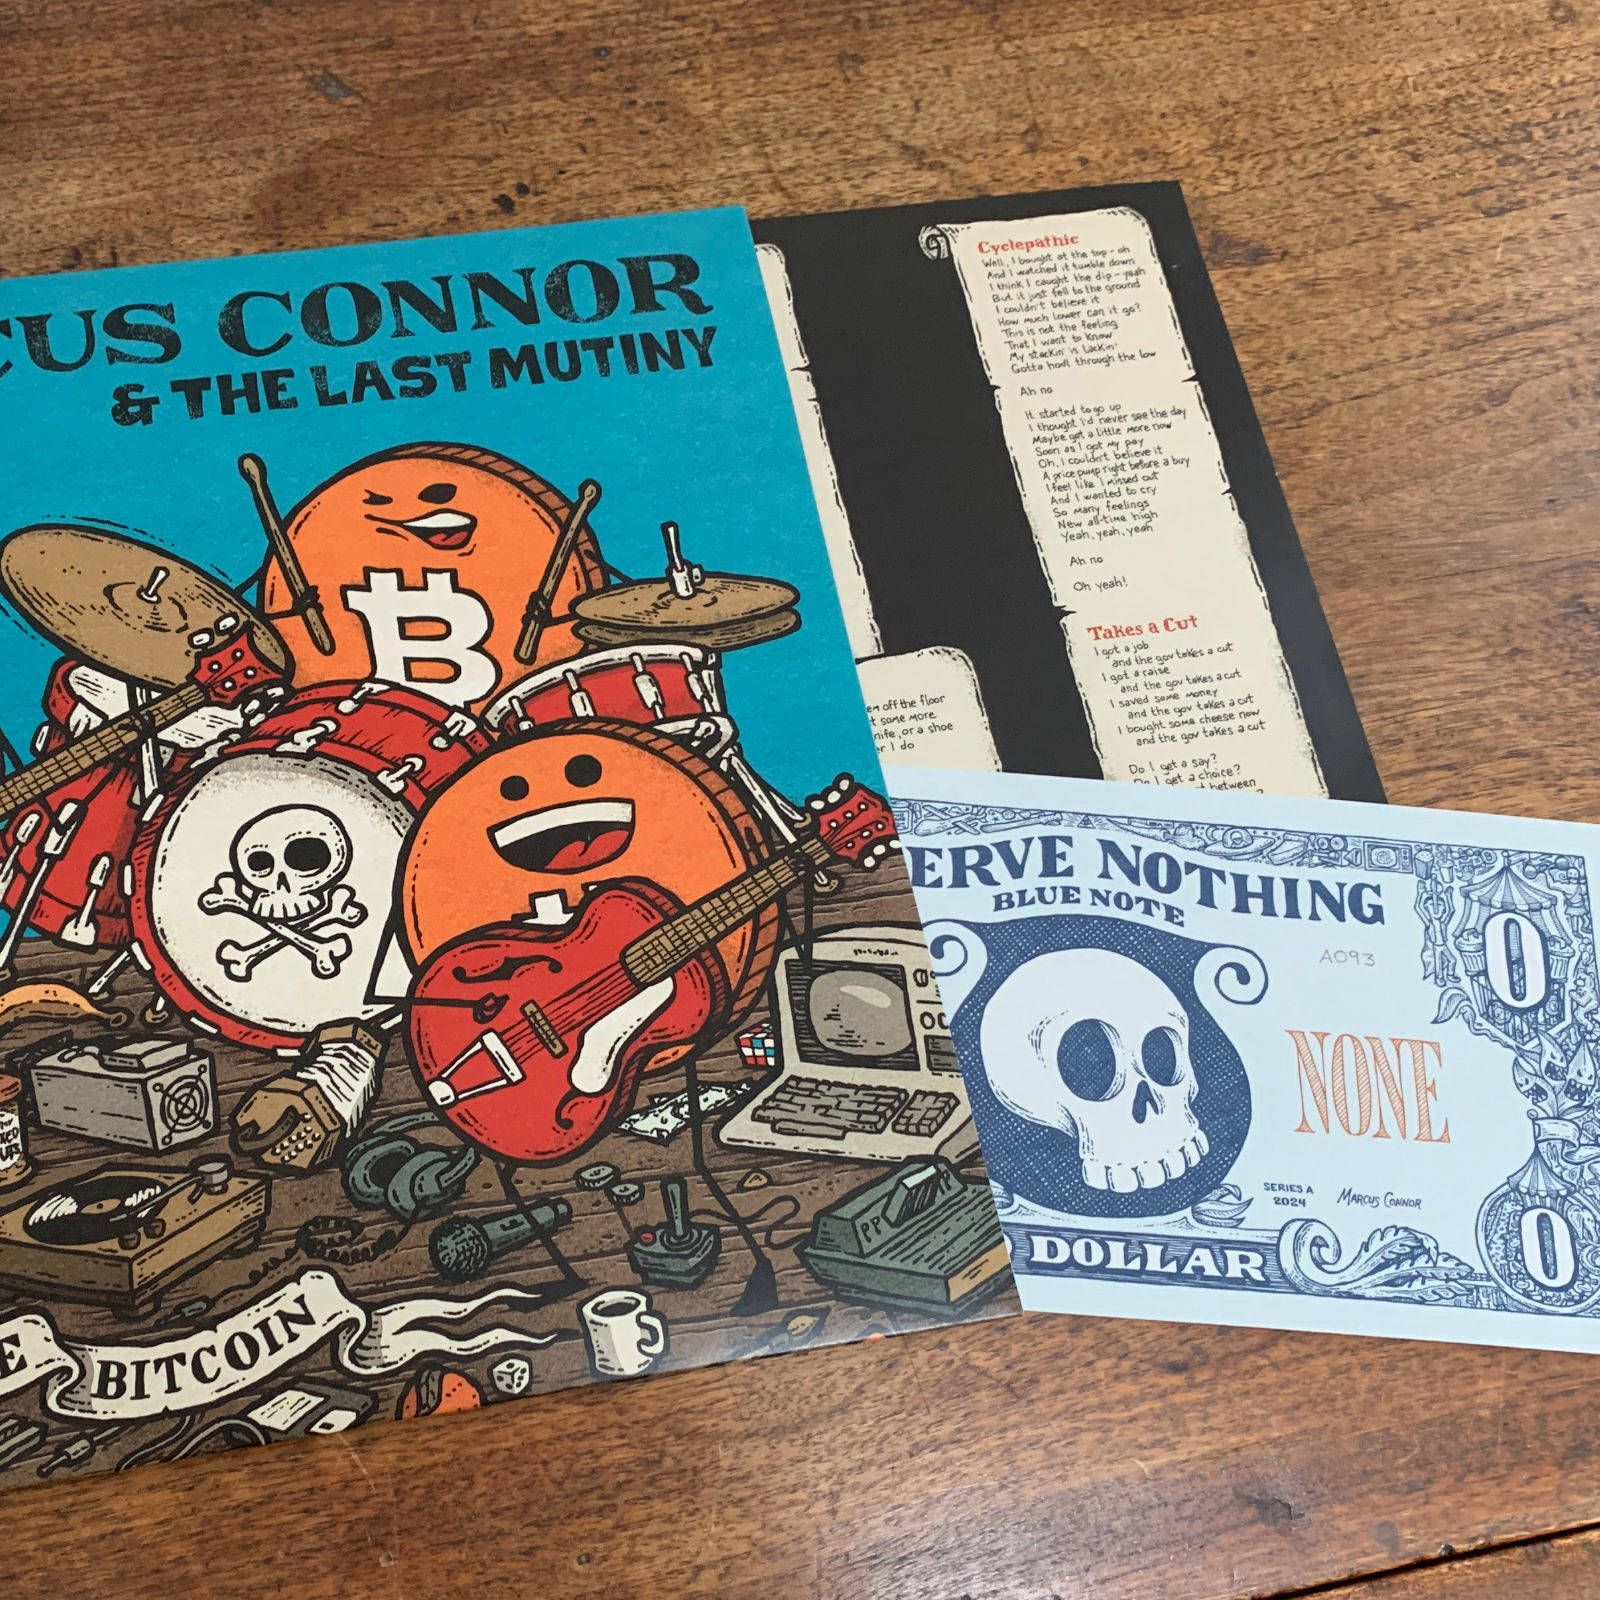 CUS CONNOR
& THE LAST MUTINY
BITCOIN
PP
Cyclepathic
Well, I bought at the top - oh
And I watched it tumble down
I think I caught the dip - yeah
But it just fell to the ground
I couldn't believe it
How much lower can it go?
This is not the feeling
That I want to know
My stackin' is lackin'
Gotta hodl through the low
Ah no
It started to go up
I thought I'd never see the day
Maybe get a little more now
Soon as I got my pay
Oh, I couldn't believe it
A price pump right before a buy
I feel like I missed out
And I wanted to cry
So many feelings
New all-time high
Yeah, yeah, yeah
Ah no
Oh yeah!
Takes a Cut
I got a job
and the gov takes a cut
I got a raise
and the gov takes a cut
I saved some money
and the gov takes a cut
I bought some cheese now
and the gov takes a cut
Do I get a say?
Do I get a choice?
between
em off the floor
t some more
nife, or a shoe
r I do
ERVE NOTHING
BLUE NOTE
A093
0
NONE
SERIES A
2024
MARCUS CONNOR
DOLLAR
0